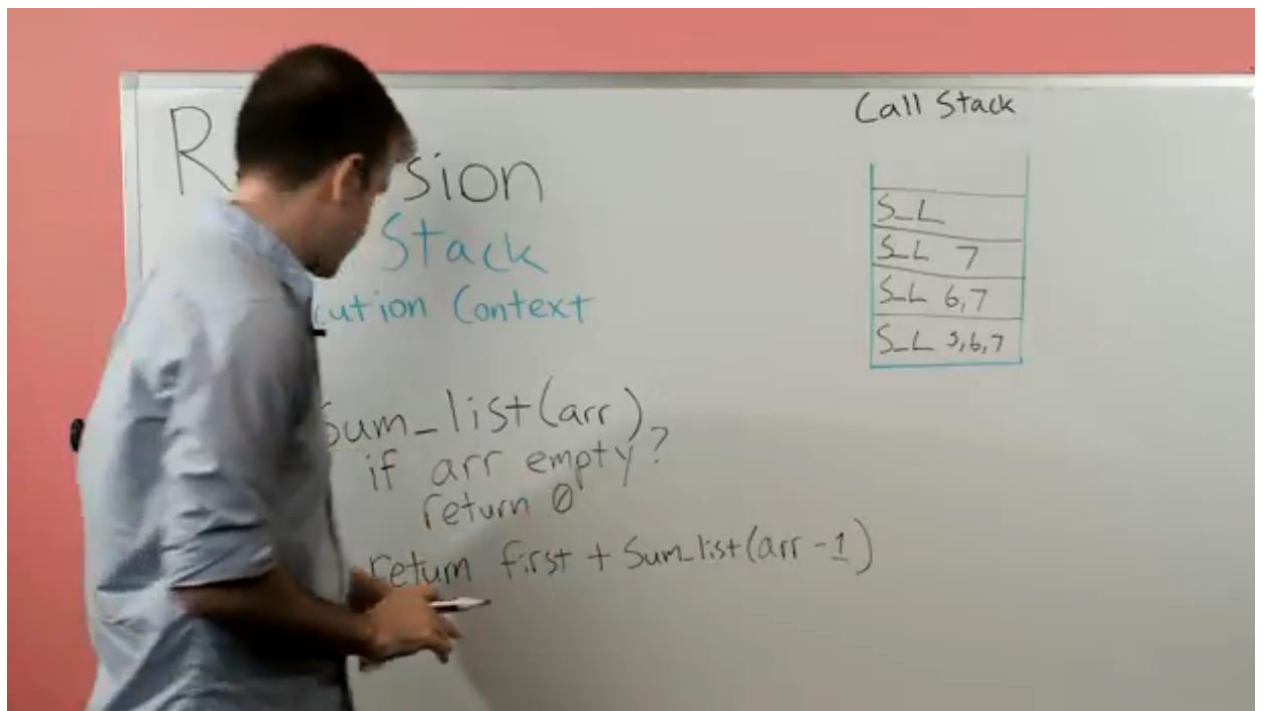 R sion
Stack
cution Context
Sum_list(arr)
if arr empty?
return 0
return first + Sum_list(arr - 1)
Call Stack
S_L
S_L 7
S_L 6,7
S_L 5,6,7